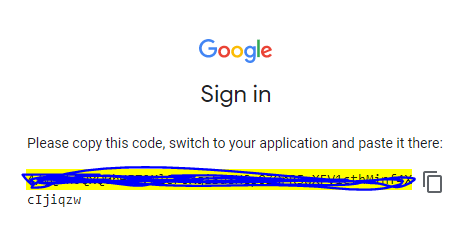 Google
Sign in
Please copy this code, switch to your application and paste it there:
cIjiqzw